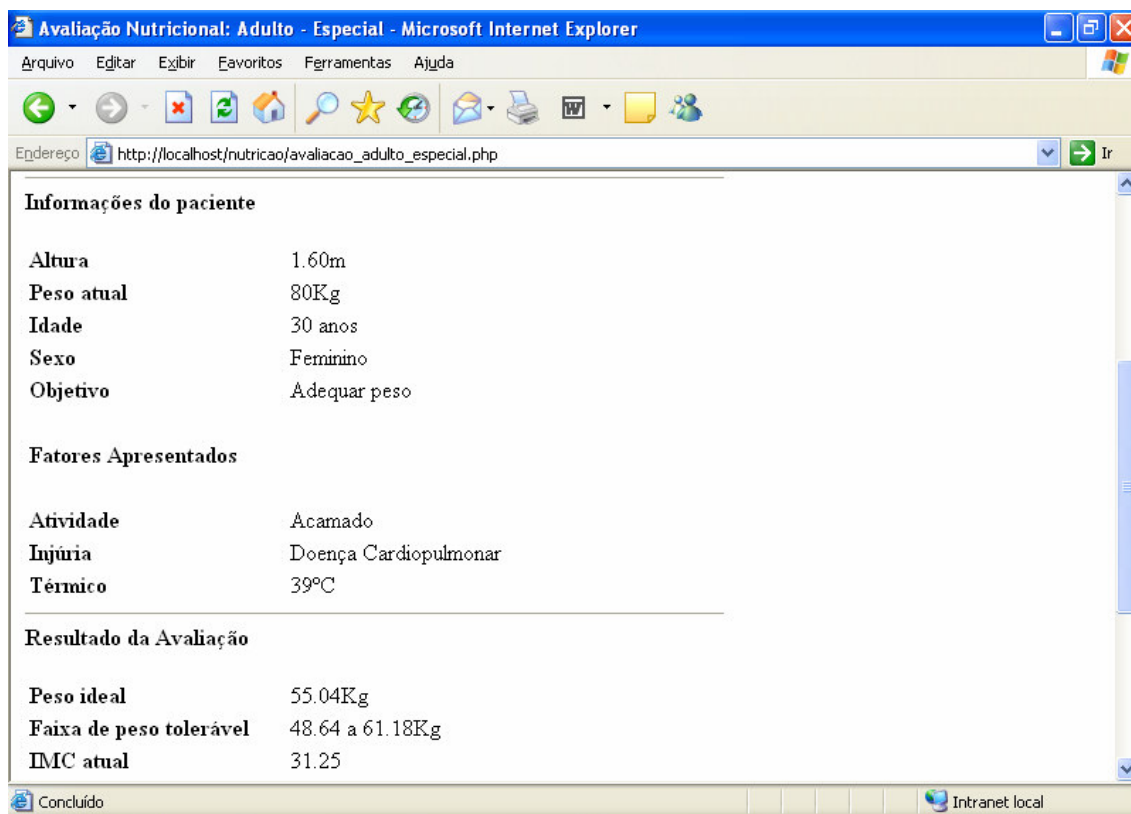 Avaliação Nutricional: Adulto - Especial - Microsoft Internet Explorer
Arquivo Editar Exibir Favoritos Ferramentas Ajuda
Endereço http://localhost/nutricao/avaliacao_adulto_especial.php Ir
Informações do paciente
Altura 1.60m
Peso atual 80Kg
Idade 30 anos
Sexo Feminino
Objetivo Adequar peso
Fatores Apresentados
Atividade Acamado
Injúria Doença Cardiopulmonar
Térmico 39ºC
Resultado da Avaliação
Peso ideal 55.04Kg
Faixa de peso tolerável 48.64 a 61.18Kg
IMC atual 31.25
Concluído Intranet local